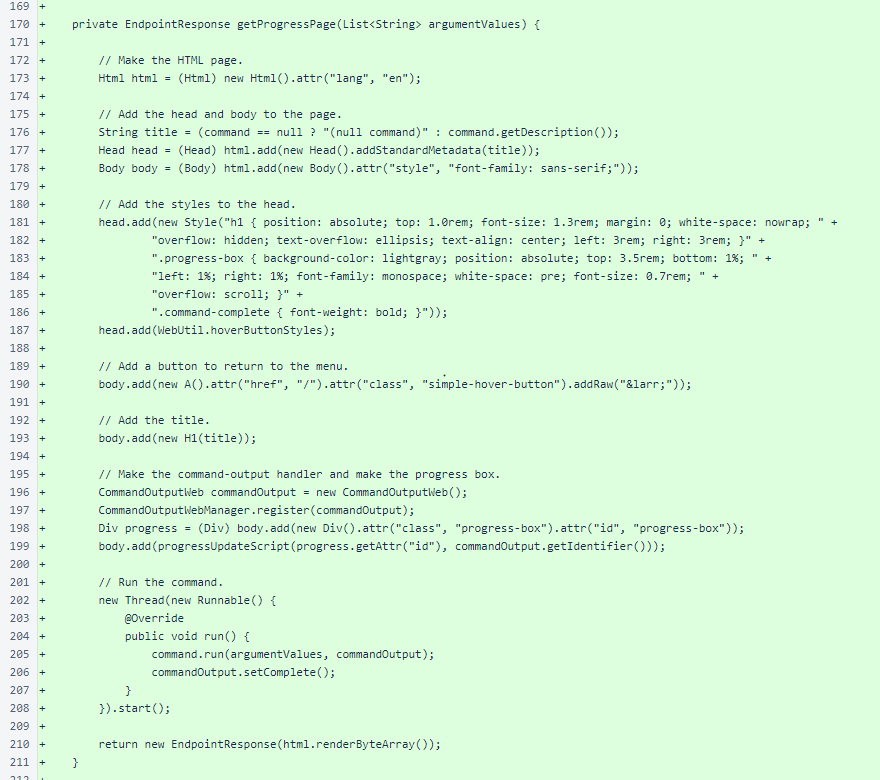 169 +
170 +    private EndpointResponse getProgressPage(List<String> argumentValues) {
171 +
172 +        // Make the HTML page.
173 +        Html html = (Html) new Html().attr("lang", "en");
174 +
175 +        // Add the head and body to the page.
176 +        String title = (command == null ? "(null command)" : command.getDescription());
177 +        Head head = (Head) html.add(new Head().addStandardMetadata(title));
178 +        Body body = (Body) html.add(new Body().attr("style", "font-family: sans-serif;"));
179 +
180 +        // Add the styles to the head.
181 +        head.add(new Style("h1 { position: absolute; top: 1.0rem; font-size: 1.3rem; margin: 0; white-space: nowrap; " +
182 +                "overflow: hidden; text-overflow: ellipsis; text-align: center; left: 3rem; right: 3rem; }" +
183 +                ".progress-box { background-color: lightgray; position: absolute; top: 3.5rem; bottom: 1%; " +
184 +                "left: 1%; right: 1%; font-family: monospace; white-space: pre; font-size: 0.7rem; " +
185 +                "overflow: scroll; }" +
186 +                ".command-complete { font-weight: bold; }"));
187 +        head.add(WebUtil.hoverButtonStyles);
188 +
189 +        // Add a button to return to the menu.
190 +        body.add(new A().attr("href", "/").attr("class", "simple-hover-button").addRaw("&larr;"));
191 +
192 +        // Add the title.
193 +        body.add(new H1(title));
194 +
195 +        // Make the command-output handler and make the progress box.
196 +        CommandOutputWeb commandOutput = new CommandOutputWeb();
197 +        CommandOutputWebManager.register(commandOutput);
198 +        Div progress = (Div) body.add(new Div().attr("class", "progress-box").attr("id", "progress-box"));
199 +        body.add(progressUpdateScript(progress.getAttr("id"), commandOutput.getIdentifier()));
200 +
201 +        // Run the command.
202 +        new Thread(new Runnable() {
203 +            @Override
204 +            public void run() {
205 +                command.run(argumentValues, commandOutput);
206 +                commandOutput.setComplete();
207 +            }
208 +        }).start();
209 +
210 +        return new EndpointResponse(html.renderByteArray());
211 +    }
212 +